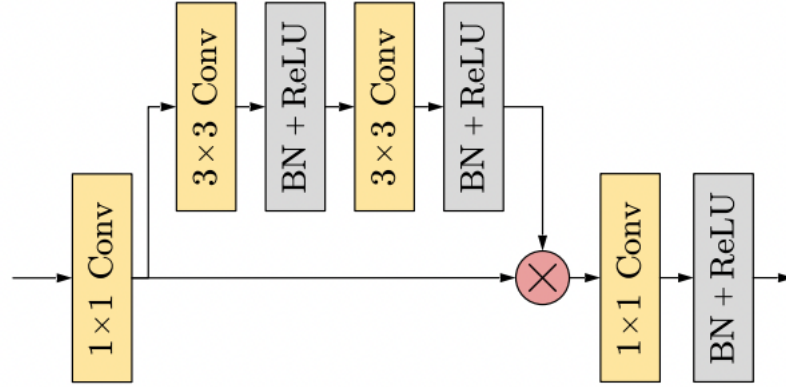 1×1 Conv
3×3 Conv
BN + ReLU
3×3 Conv
BN + ReLU
1×1 Conv
BN + ReLU